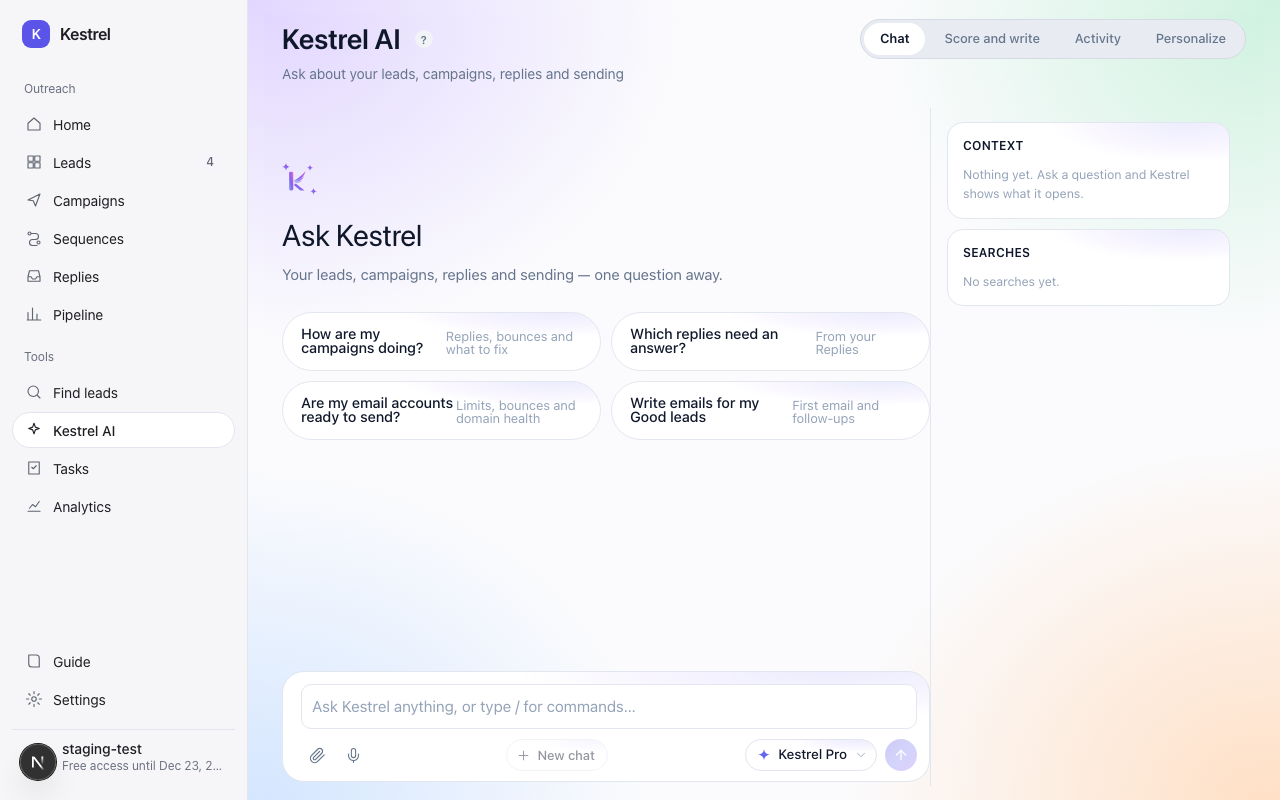 K
Kestrel
Outreach
Home
Leads 4
Campaigns
Sequences
Replies
Pipeline
Tools
Find leads
Kestrel AI
Tasks
Analytics
Guide
Settings
N
staging-test
Free access until Dec 23, 2...
Kestrel AI ?
Ask about your leads, campaigns, replies and sending
Chat Score and write Activity Personalize
K
Ask Kestrel
Your leads, campaigns, replies and sending — one question away.
How are my
campaigns doing?
Replies, bounces and
what to fix
Which replies need an
answer?
From your
Replies
Are my email accounts
ready to send?
Limits, bounces and
domain health
Write emails for my
Good leads
First email and
follow-ups
Ask Kestrel anything, or type / for commands...
New chat
Kestrel Pro
CONTEXT
Nothing yet. Ask a question and Kestrel
shows what it opens.
SEARCHES
No searches yet.